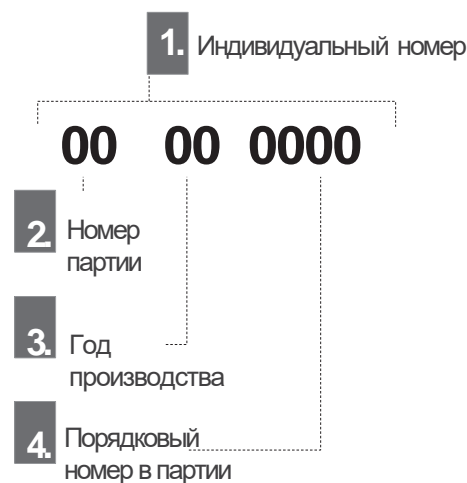 1. Индивидуальный номер
00 00 0000
2. Номер
партии
3. Год
производства
4. Порядковый
номер в партии